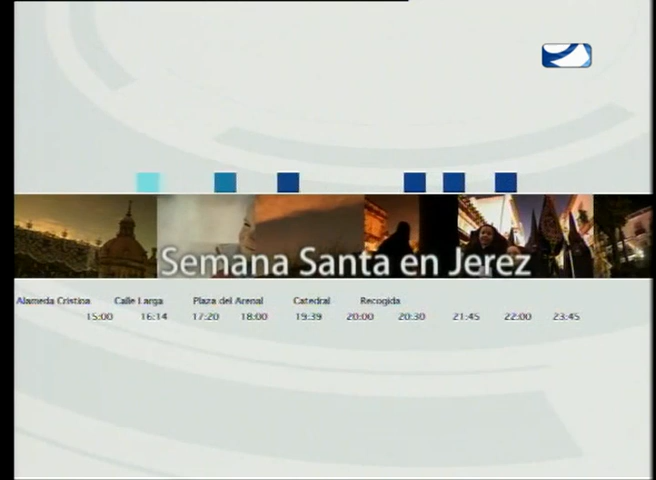 Semana Santa en Jerez
Alameda Cristina Calle Larga Plaza del Arenal Catedral Recogida
15:00 16:14 17:20 18:00 19:39 20:00 20:30 21:45 22:00 23:45